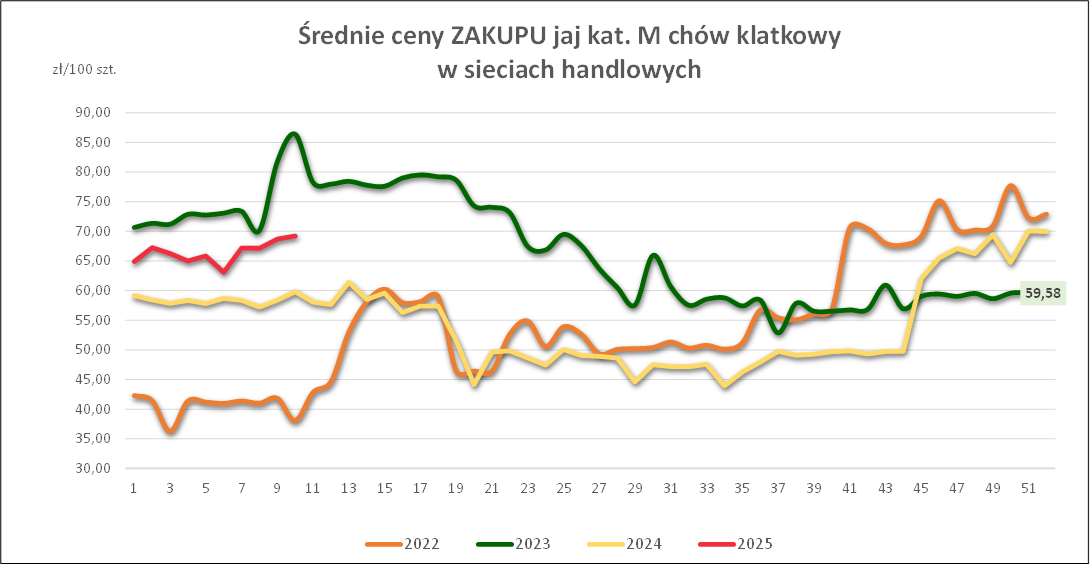 Średnie ceny ZAKUPU jaj kat. M chów klatkowy
w sieciach handlowych
zł/100 szt.
90,00
85,00
80,00
75,00
70,00
65,00
60,00
55,00
50,00
45,00
40,00
35,00
30,00
59,58
1 3 5 7 9 11 13 15 17 19 21 23 25 27 29 31 33 35 37 39 41 43 45 47 49 51
2022 2023 2024 2025